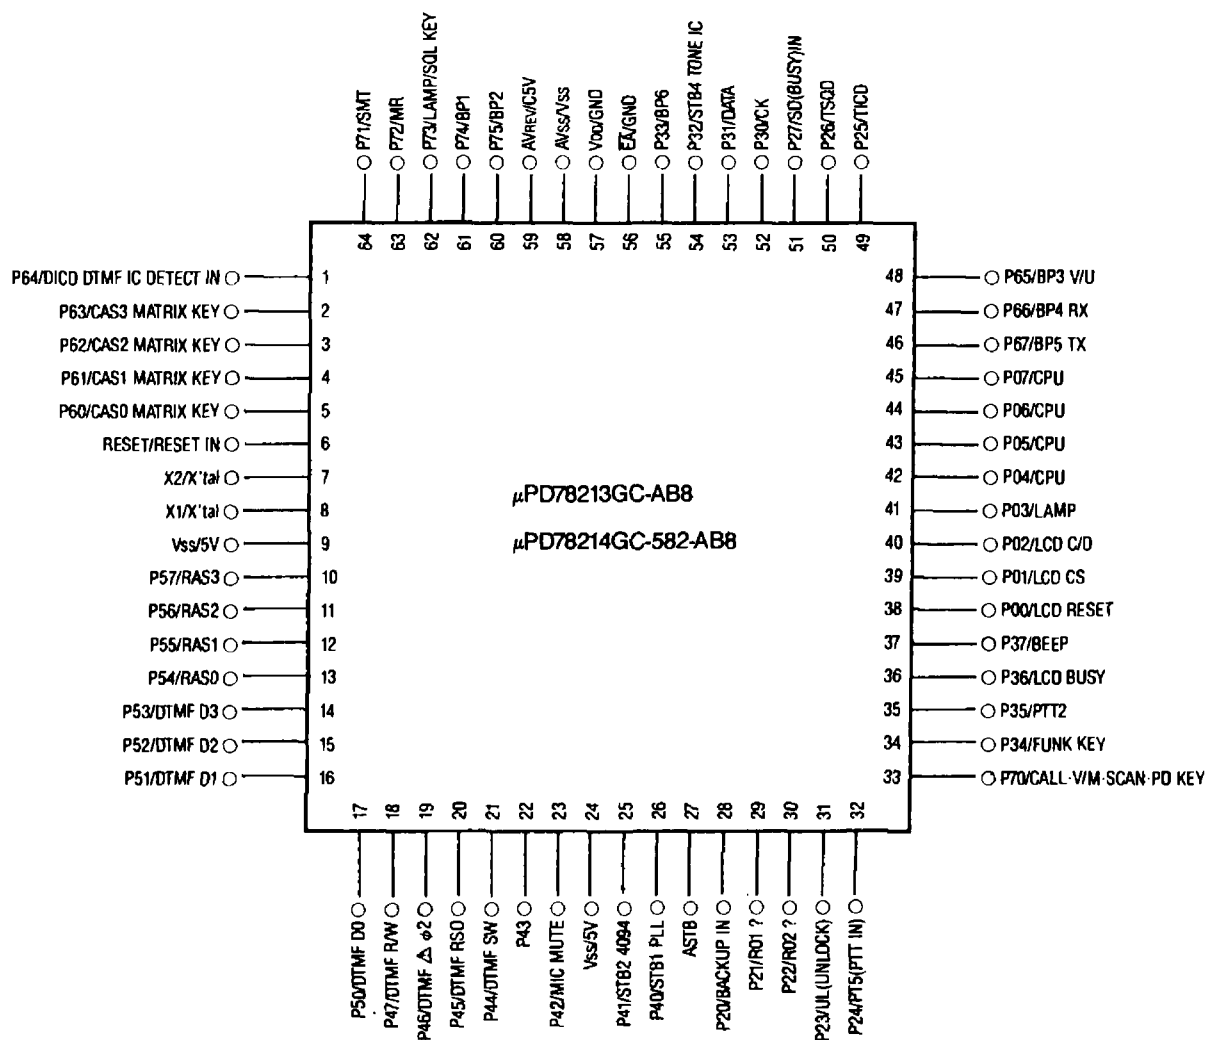 P71/SMT
P72/MR
P73/LAMP/SQL KEY
P74/BP1
P75/BP2
AVREV/C5V
AVSS/VSS
VDD/GND
E̅A̅/GND
P33/BP6
P32/STB4 TONE IC
P31/DATA
P30/CK
P27/SD(BUSY)IN
P26/TSQD
P25/TICD
64 63 62 61 60 59 58 57 56 55 54 53 52 51 50 49
P64/DICD DTMF IC DETECT IN 1
P63/CAS3 MATRIX KEY 2
P62/CAS2 MATRIX KEY 3
P61/CAS1 MATRIX KEY 4
P60/CAS0 MATRIX KEY 5
RESET/RESET IN 6
X2/X'tal 7
X1/X'tal 8
Vss/5V 9
P57/RAS3 10
P56/RAS2 11
P55/RAS1 12
P54/RAS0 13
P53/DTMF D3 14
P52/DTMF D2 15
P51/DTMF D1 16
μPD78213GC-AB8
μPD78214GC-582-AB8
48 P65/BP3 V/U
47 P66/BP4 RX
46 P67/BP5 TX
45 P07/CPU
44 P06/CPU
43 P05/CPU
42 P04/CPU
41 P03/LAMP
40 P02/LCD C/D
39 P01/LCD CS
38 P00/LCD RESET
37 P37/BEEP
36 P36/LCD BUSY
35 P35/PTT2
34 P34/FUNK KEY
33 P70/CALL·V/M·SCAN·PD KEY
17 18 19 20 21 22 23 24 25 26 27 28 29 30 31 32
P50/DTMF D0
P47/DTMF R/W
P46/DTMF △ φ2
P45/DTMF RS0
P44/DTMF SW
P43
P42/MIC MUTE
Vss/5V
P41/STB2 4094
P40/STB1 PLL
ASTB
P20/BACKUP IN
P21/R01 ?
P22/R02 ?
P23/UL(UNLOCK)
P24/PT5(PTT IN)